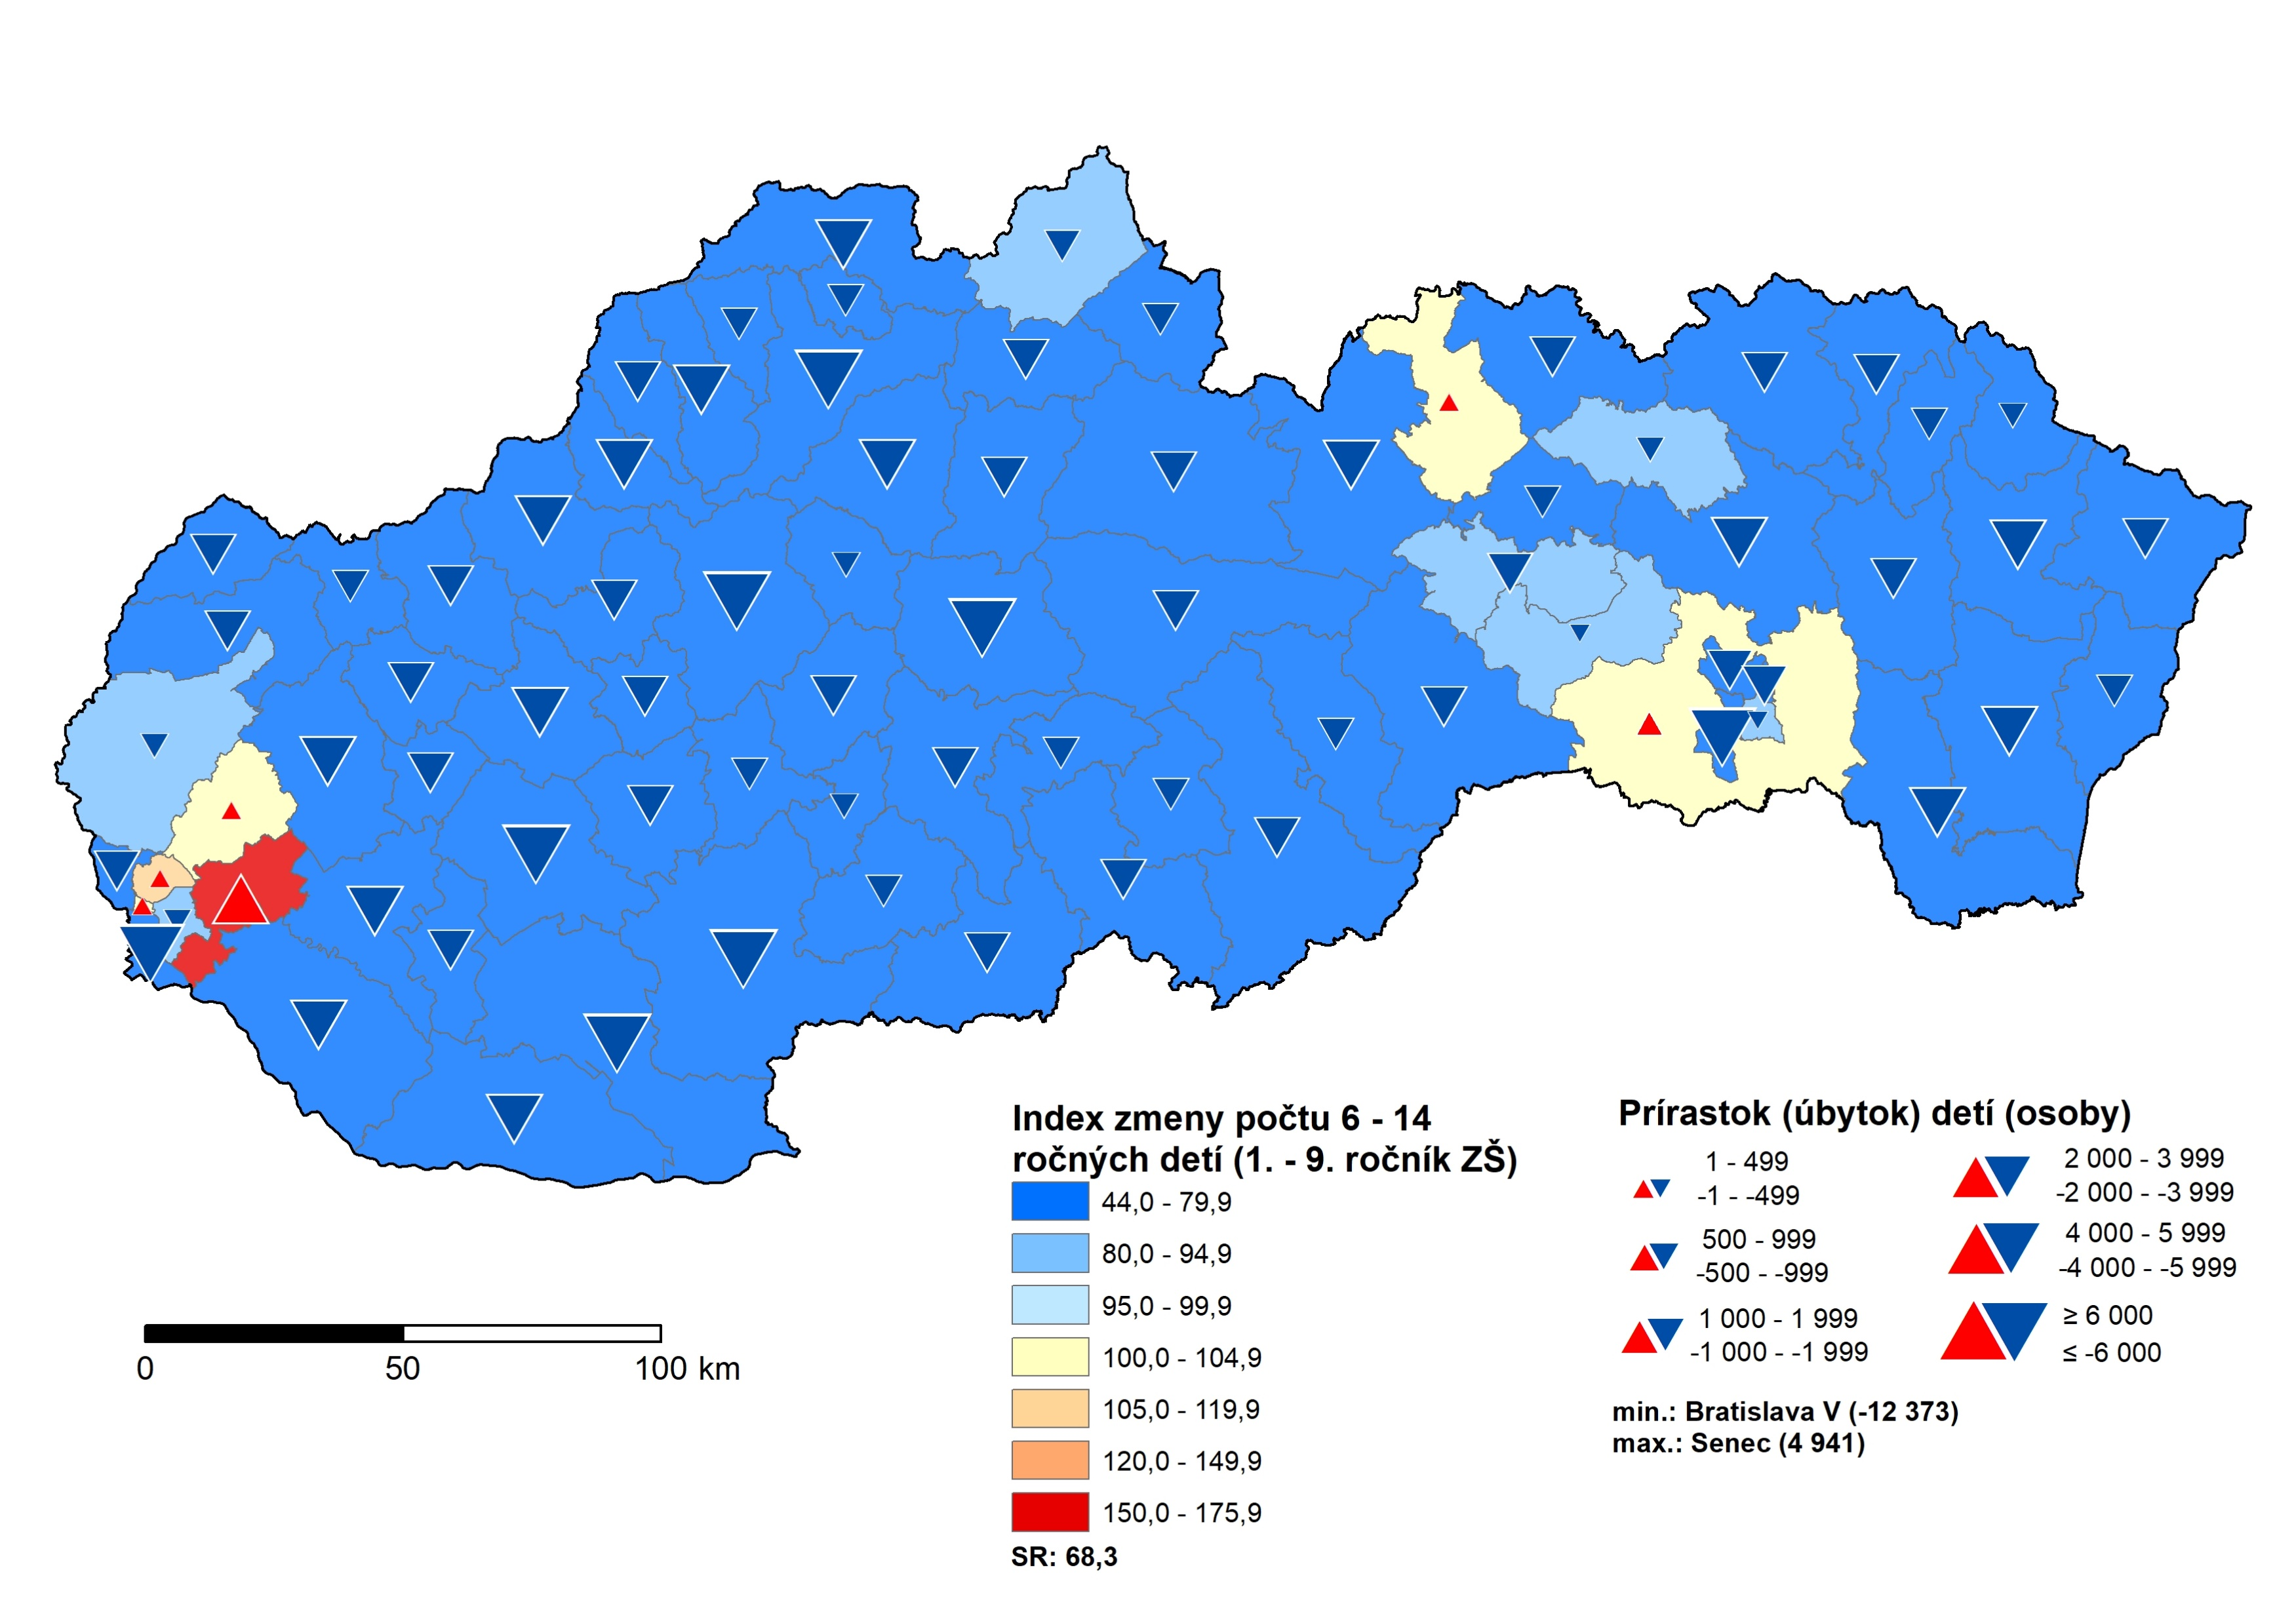 Index zmeny počtu 6 - 14
ročných detí (1. - 9. ročník ZŠ)
44,0 - 79,9
80,0 - 94,9
95,0 - 99,9
100,0 - 104,9
105,0 - 119,9
120,0 - 149,9
150,0 - 175,9
SR: 68,3
Prírastok (úbytok) detí (osoby)
1 - 499
-1 - -499
500 - 999
-500 - -999
1 000 - 1 999
-1 000 - -1 999
2 000 - 3 999
-2 000 - -3 999
4 000 - 5 999
-4 000 - -5 999
≥ 6 000
≤ -6 000
min.: Bratislava V (-12 373)
max.: Senec (4 941)
0 50 100 km